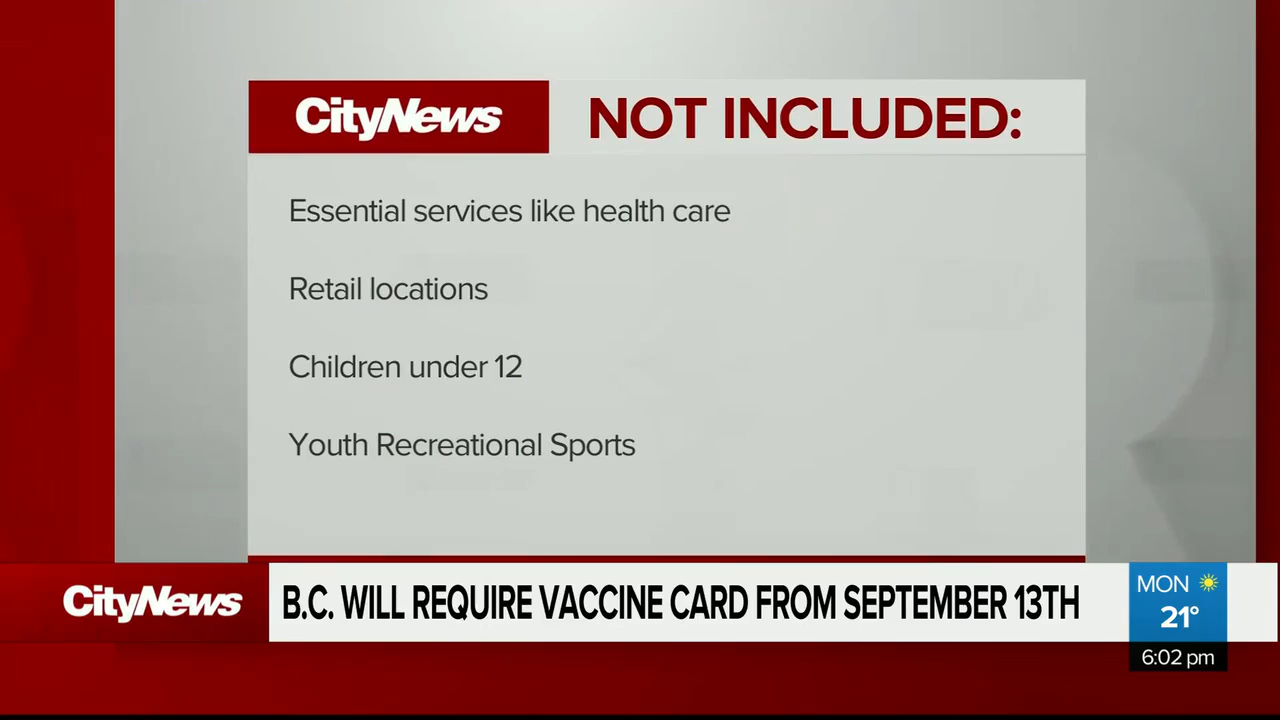 CityNews
NOT INCLUDED:
Essential services like health care
Retail locations
Children under 12
Youth Recreational Sports
CityNews
B.C. WILL REQUIRE VACCINE CARD FROM SEPTEMBER 13TH
MON
21°
6:02 pm